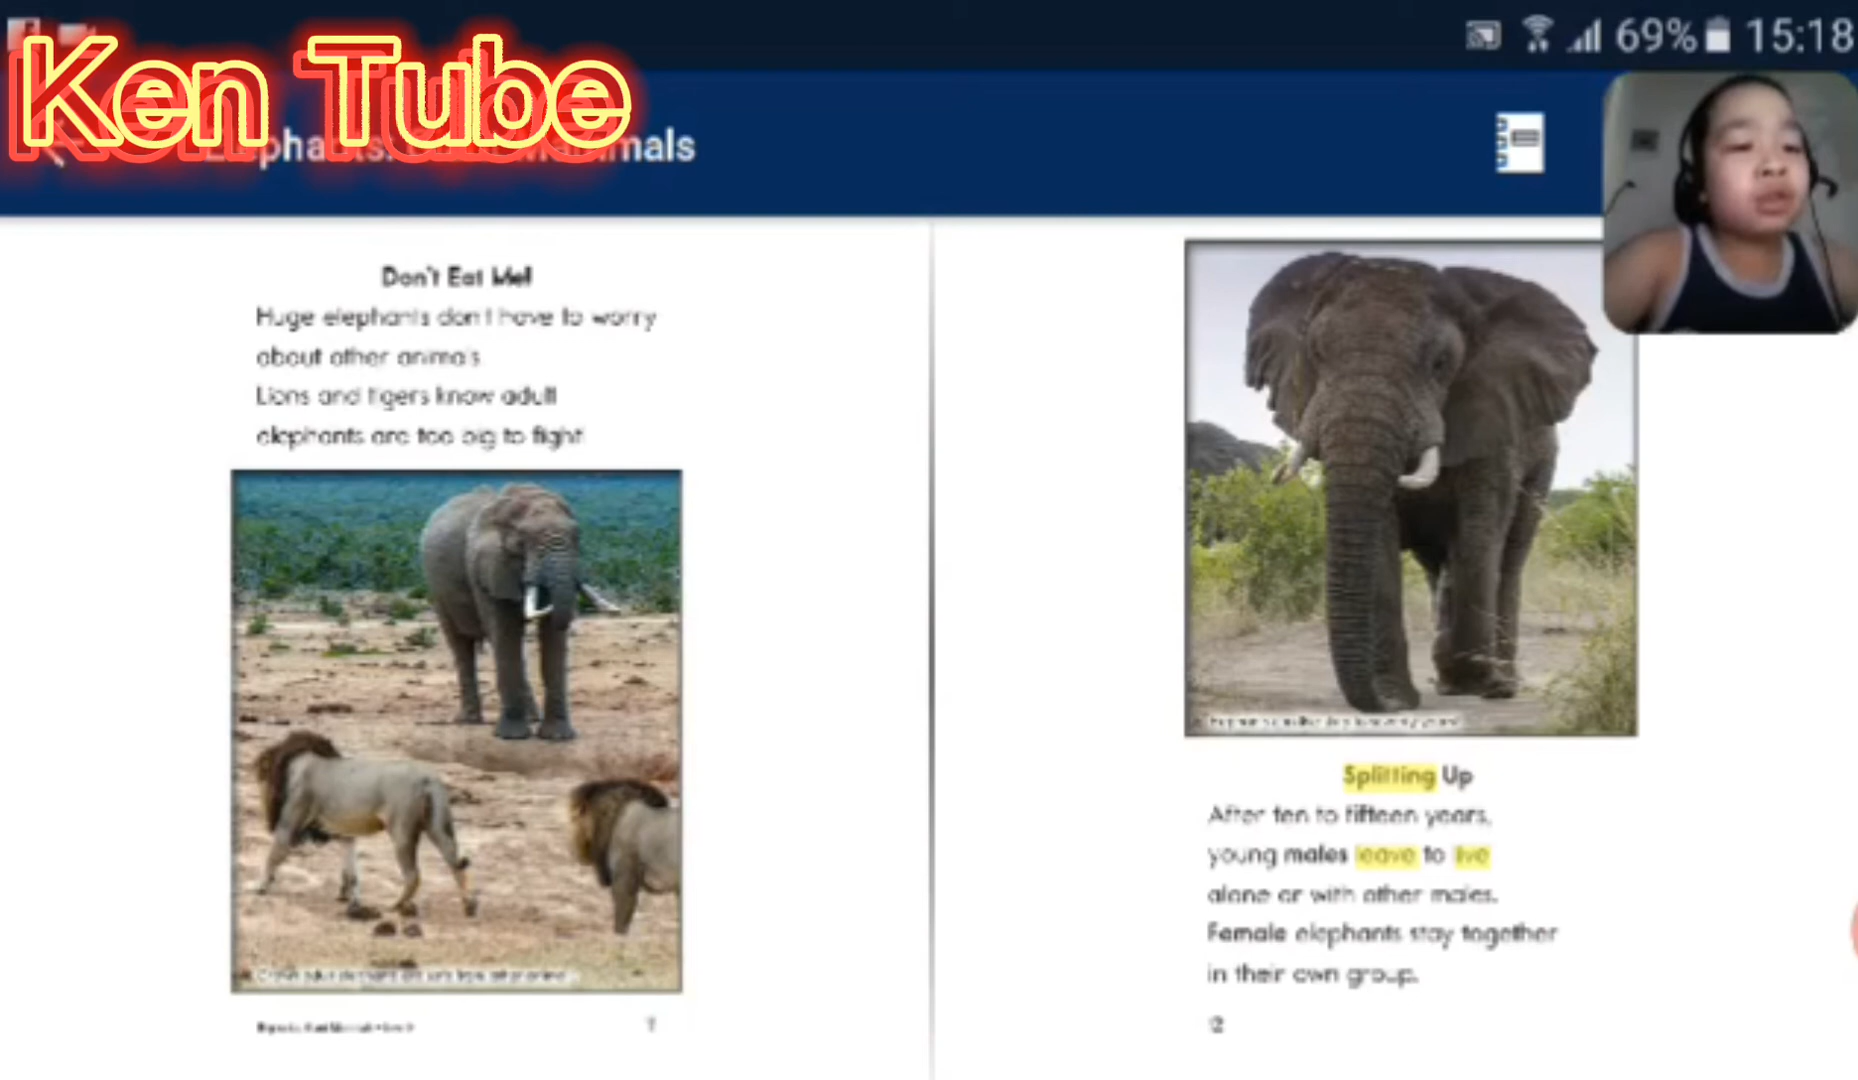 Ken Tube
69% 15:18
Elephants: Mammals
Don't Eat Me!
Huge elephants don't have to worry
about other animals
Lions and tigers know adult
elephants are too big to fight
Splitting Up
After ten to fifteen years,
young males leave to live
alone or with other males.
Female elephants stay together
in their own group.